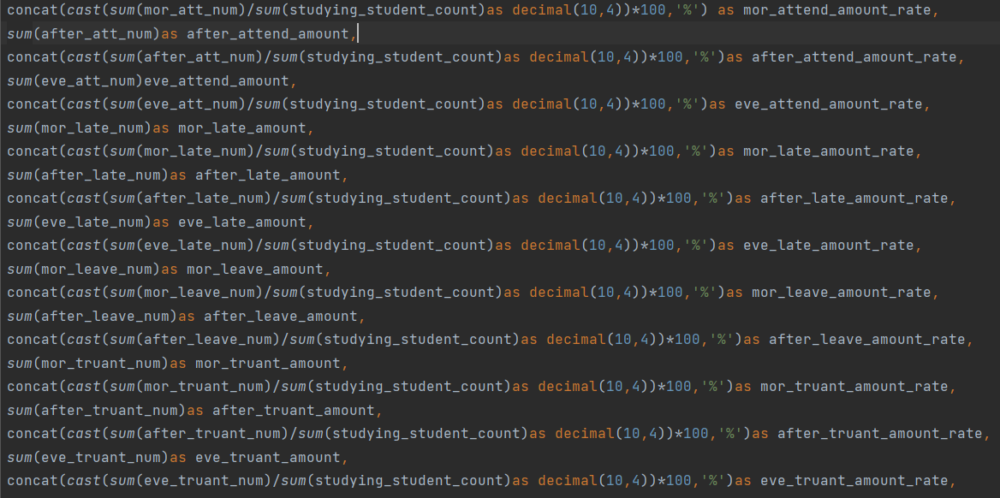 concat(cast(sum(mor_att_num)/sum(studying_student_count)as decimal(10,4))*100,'%') as mor_attend_amount_rate,
sum(after_att_num)as after_attend_amount,
concat(cast(sum(after_att_num)/sum(studying_student_count)as decimal(10,4))*100,'%')as after_attend_amount_rate,
sum(eve_att_num)eve_attend_amount,
concat(cast(sum(eve_att_num)/sum(studying_student_count)as decimal(10,4))*100,'%')as eve_attend_amount_rate,
sum(mor_late_num)as mor_late_amount,
concat(cast(sum(mor_late_num)/sum(studying_student_count)as decimal(10,4))*100,'%')as mor_late_amount_rate,
sum(after_late_num)as after_late_amount,
concat(cast(sum(after_late_num)/sum(studying_student_count)as decimal(10,4))*100,'%')as after_late_amount_rate,
sum(eve_late_num)as eve_late_amount,
concat(cast(sum(eve_late_num)/sum(studying_student_count)as decimal(10,4))*100,'%')as eve_late_amount_rate,
sum(mor_leave_num)as mor_leave_amount,
concat(cast(sum(mor_leave_num)/sum(studying_student_count)as decimal(10,4))*100,'%')as mor_leave_amount_rate,
sum(after_leave_num)as after_leave_amount,
concat(cast(sum(after_leave_num)/sum(studying_student_count)as decimal(10,4))*100,'%')as after_leave_amount_rate,
sum(mor_truant_num)as mor_truant_amount,
concat(cast(sum(mor_truant_num)/sum(studying_student_count)as decimal(10,4))*100,'%')as mor_truant_amount_rate,
sum(after_truant_num)as after_truant_amount,
concat(cast(sum(after_truant_num)/sum(studying_student_count)as decimal(10,4))*100,'%')as after_truant_amount_rate,
sum(eve_truant_num)as eve_truant_amount,
concat(cast(sum(eve_truant_num)/sum(studying_student_count)as decimal(10,4))*100,'%')as eve_truant_amount_rate,